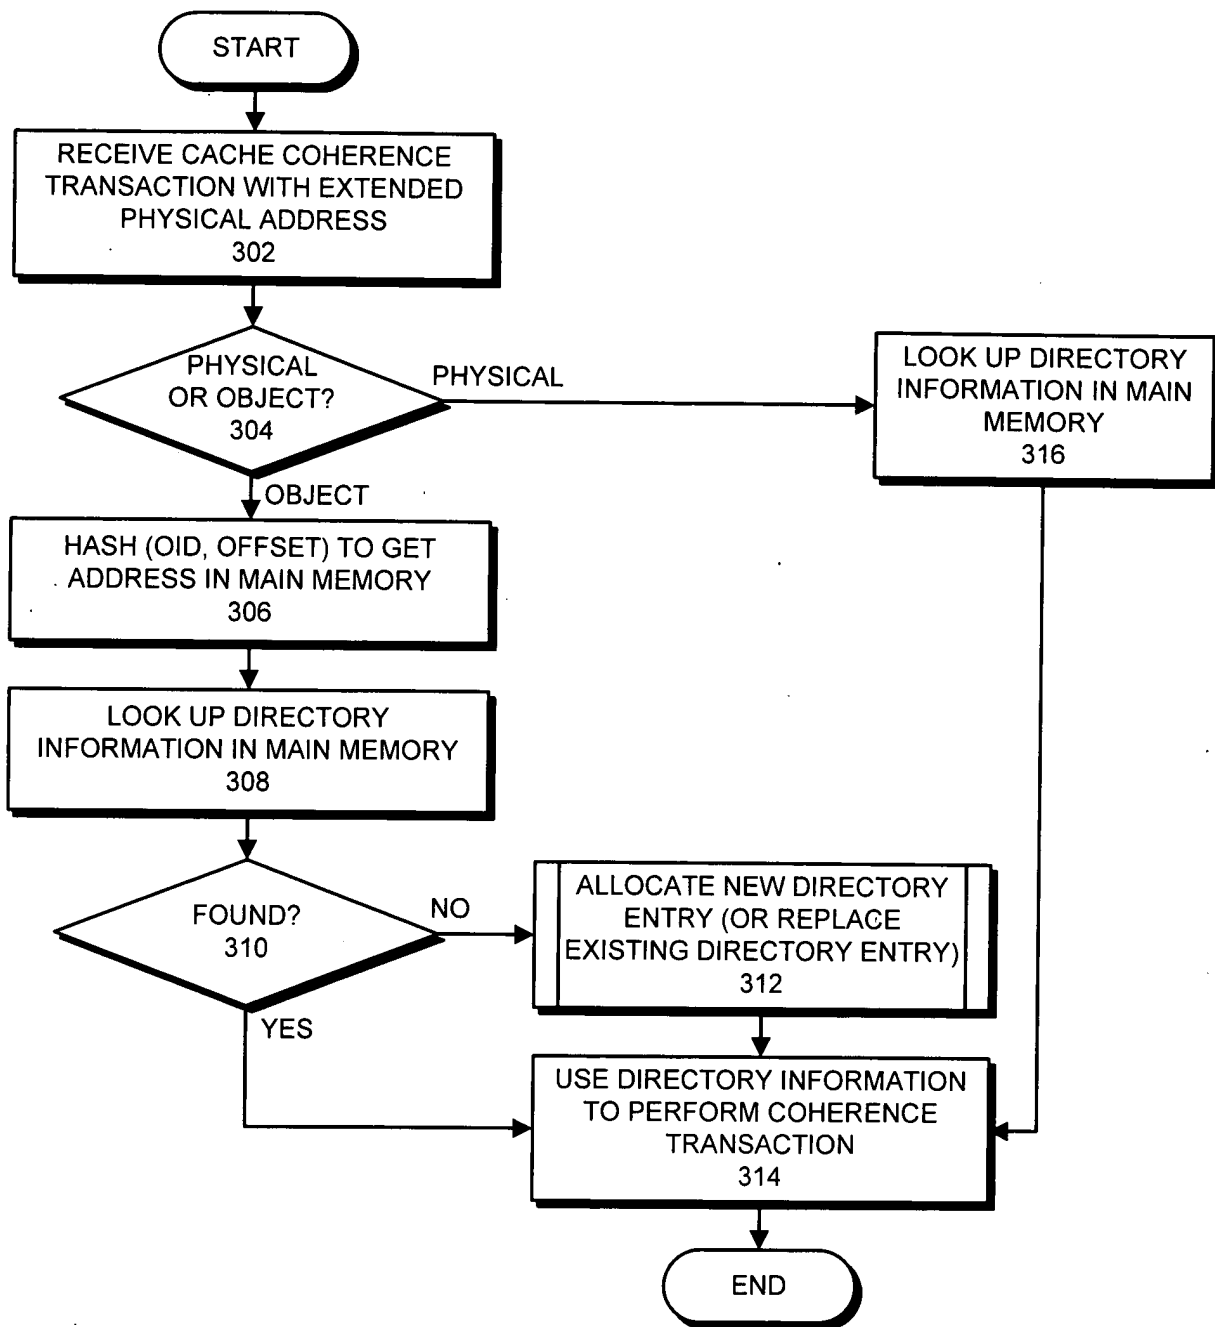 START
RECEIVE CACHE COHERENCE
TRANSACTION WITH EXTENDED
PHYSICAL ADDRESS
302
PHYSICAL
OR OBJECT?
304
PHYSICAL
LOOK UP DIRECTORY
INFORMATION IN MAIN
MEMORY
316
OBJECT
HASH (OID, OFFSET) TO GET
ADDRESS IN MAIN MEMORY
306
LOOK UP DIRECTORY
INFORMATION IN MAIN MEMORY
308
FOUND?
310
NO
ALLOCATE NEW DIRECTORY
ENTRY (OR REPLACE
EXISTING DIRECTORY ENTRY)
312
YES
USE DIRECTORY INFORMATION
TO PERFORM COHERENCE
TRANSACTION
314
END